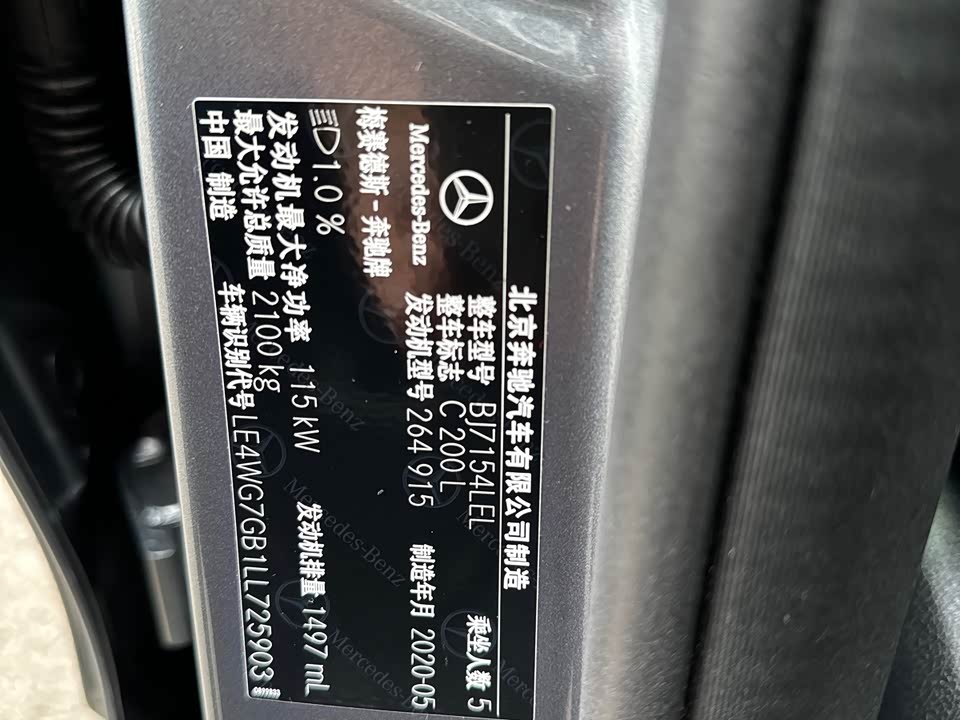 北京奔驰汽车有限公司制造
Mercedes-Benz
梅赛德斯-奔驰牌
整车型号 BJ7154LEL 乘坐人数 5
整车标志 C 200 L
发动机型号 264 915 制造年月 2020-05
1.0 %
发动机最大净功率 115 kW 发动机排量 1497 mL
最大允许总质量 2100 kg
中国 制造 车辆识别代号 LE4WG7GB1LL725903